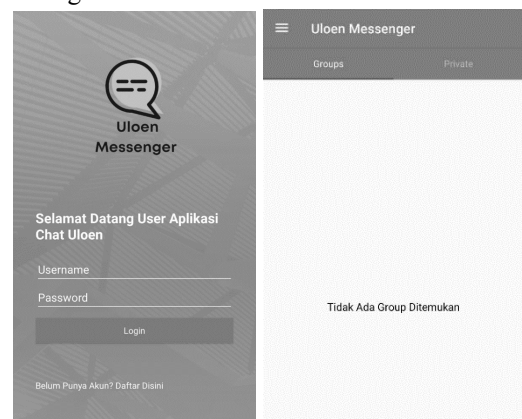 Uloen
Messenger
Selamat Datang User Aplikasi
Chat Uloen
Username
Password
Login
Belum Punya Akun? Daftar Disini
Uloen Messenger
Groups
Private
Tidak Ada Group Ditemukan